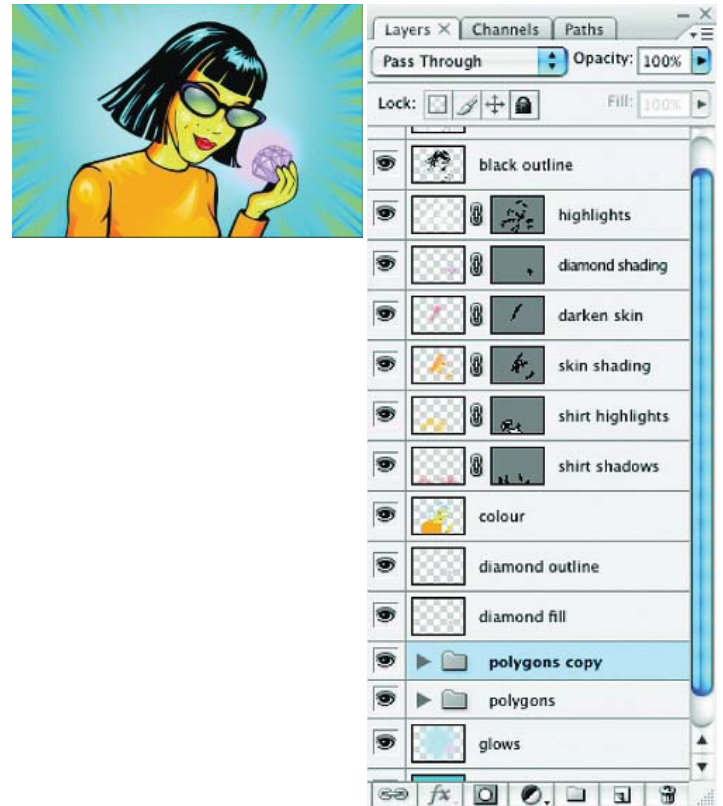 Layers × Channels Paths
Pass Through Opacity: 100%
Lock: Fill: 100%
black outline
highlights
diamond shading
darken skin
skin shading
shirt highlights
shirt shadows
colour
diamond outline
diamond fill
polygons copy
polygons
glows
fx